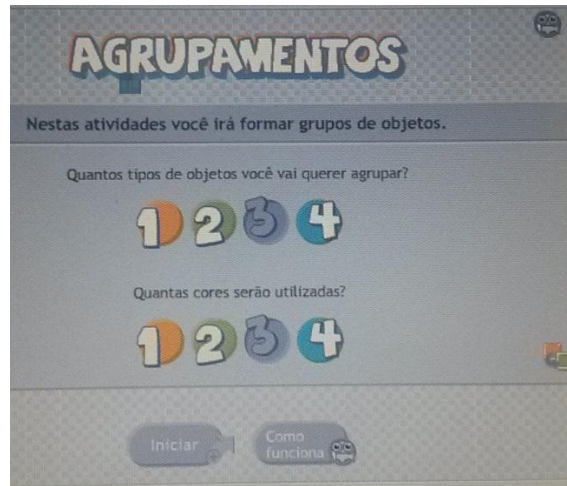 AGRUPAMENTOS
Nestas atividades você irá formar grupos de objetos.
Quantos tipos de objetos você vai querer agrupar?
1 2 3 4
Quantas cores serão utilizadas?
1 2 3 4
Iniciar
Como
funciona